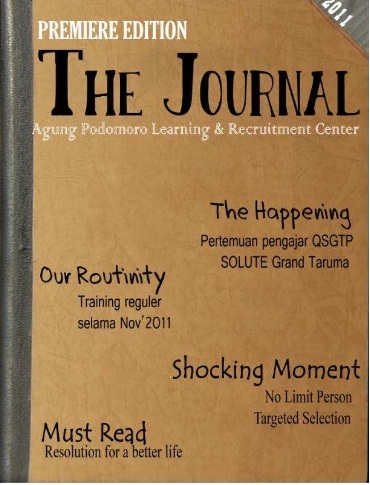 2011
PREMIERE EDITION
THE JOURNAL
Agung Podomoro Learning & Recruitment Center
The Happening
Pertemuan pengajar QSGTP
SOLUTE Grand Taruma
Our Routinity
Training reguler
selama Nov'2011
Shocking Moment
No Limit Person
Targeted Selection
Must Read
Resolution for a better life